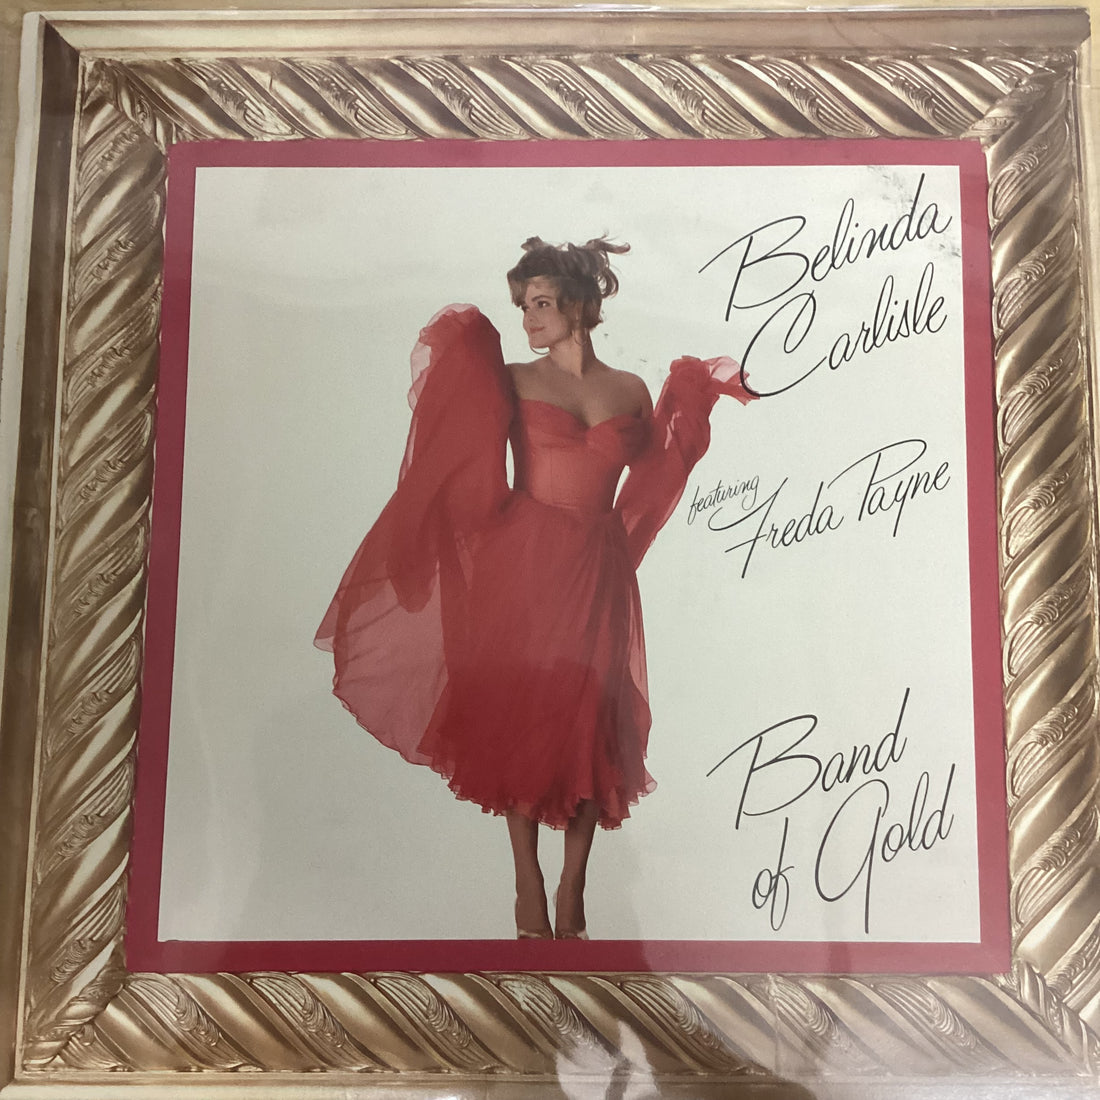 Belinda
Carlisle
featuring
Freda Payne
Band
of Gold